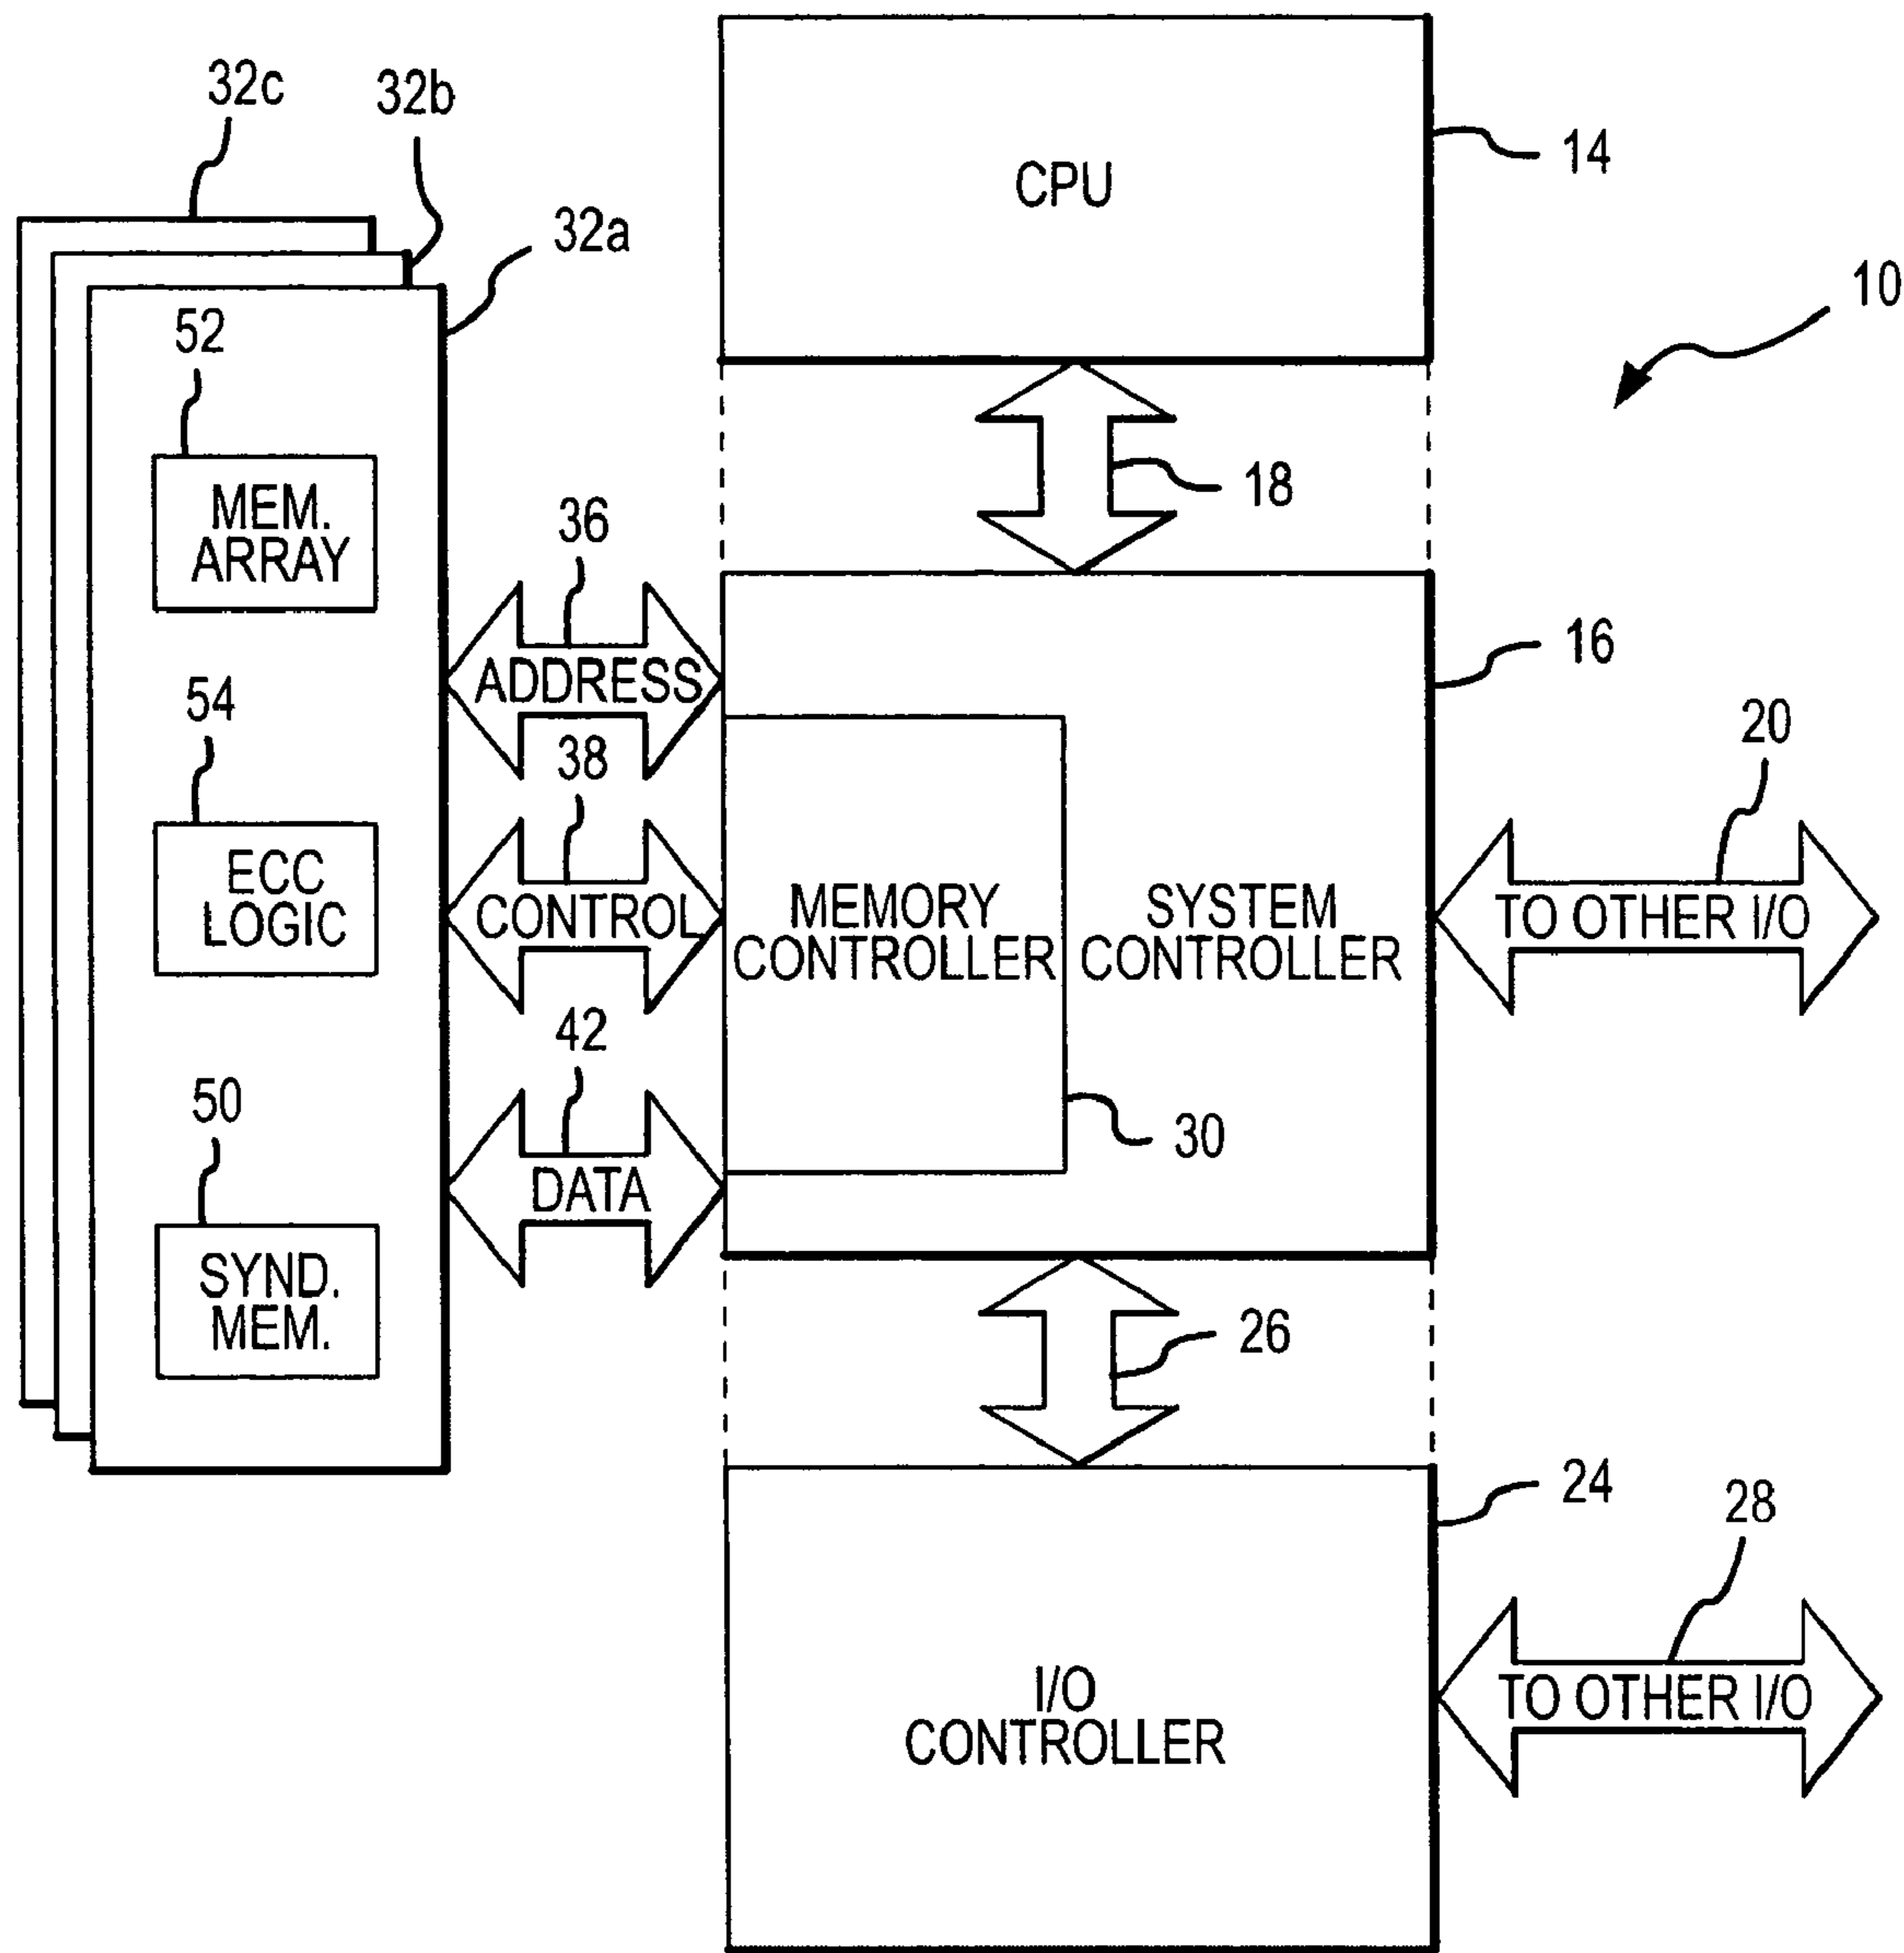 32c
32b
32a
CPU
14
10
52
MEM.
ARRAY
18
36
ADDRESS
16
54
ECC
LOGIC
38
CONTROL
MEMORY
CONTROLLER
SYSTEM
CONTROLLER
20
TO OTHER I/O
42
DATA
30
50
SYND.
MEM.
26
24
28
I/O
CONTROLLER
TO OTHER I/O